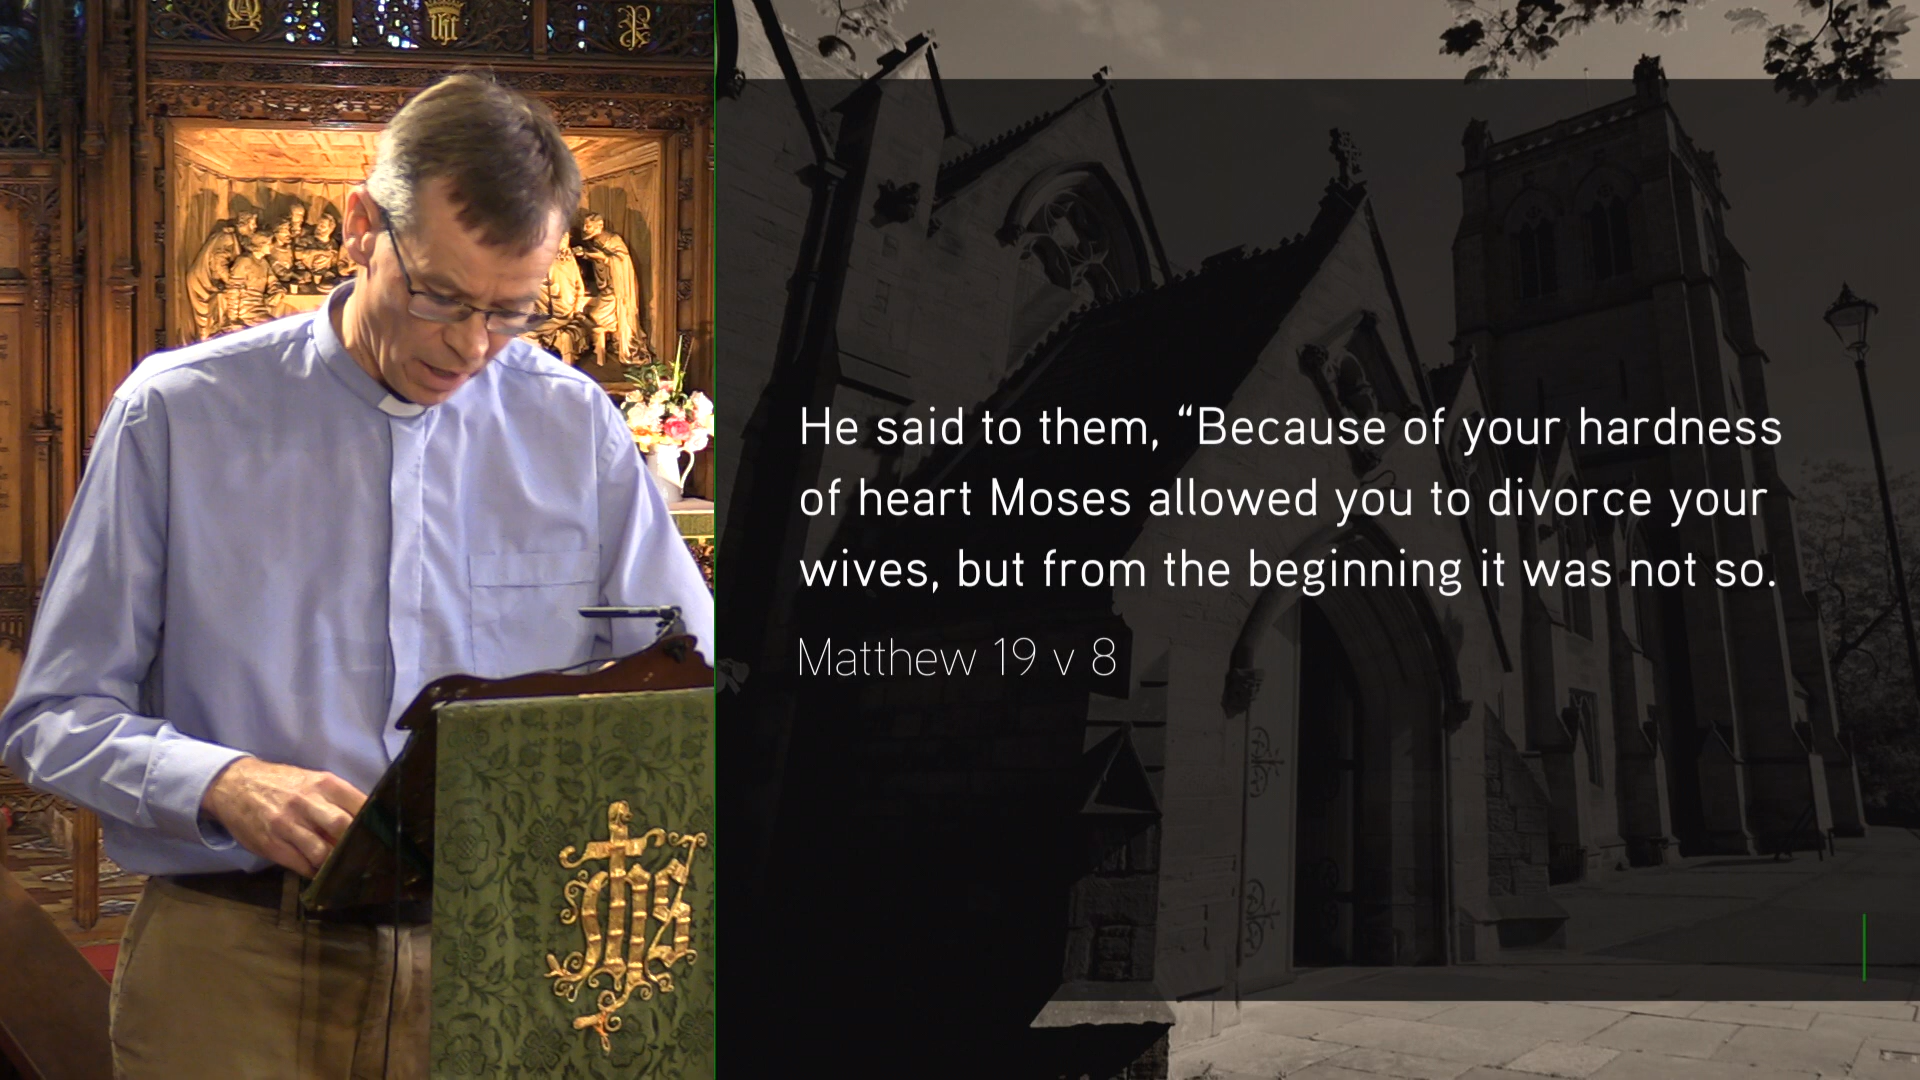 He said to them, “Because of your hardness
of heart Moses allowed you to divorce your
wives, but from the beginning it was not so.
Matthew 19 v 8
IHS